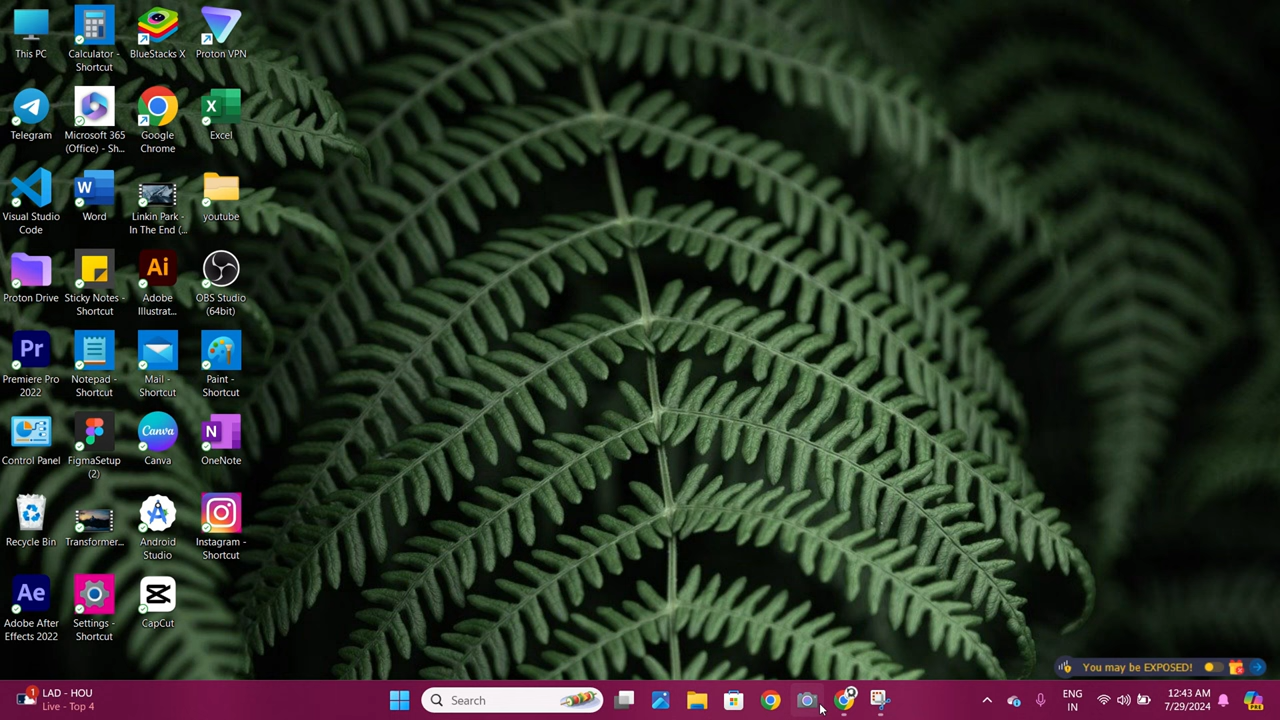 This PC
Calculator - Shortcut
BlueStacks X
Proton VPN
Telegram
Microsoft 365 (Office) - Sh...
Google Chrome
Excel
Visual Studio Code
Word
Linkin Park - In The End (...
youtube
Proton Drive
Sticky Notes - Shortcut
Adobe Illustrat...
OBS Studio (64bit)
Premiere Pro 2022
Notepad - Shortcut
Mail - Shortcut
Paint - Shortcut
Control Panel
FigmaSetup (2)
Canva
OneNote
Recycle Bin
Transformer...
Android Studio
Instagram - Shortcut
Adobe After Effects 2022
Settings - Shortcut
CapCut
You may be EXPOSED!
1
LAD - HOU
Live - Top 4
Search
ENG
IN
12:43 AM
7/29/2024